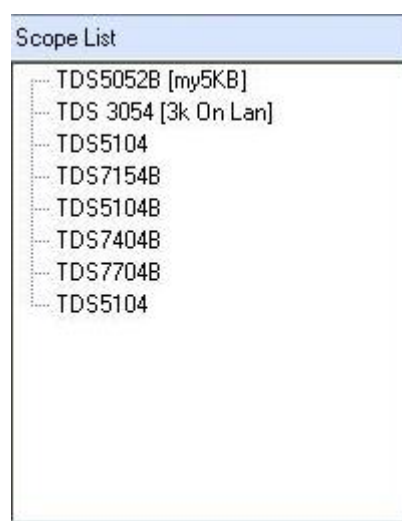 Scope List
TDS5052B [my5KB]
TDS 3054 [3k On Lan]
TDS5104
TDS7154B
TDS5104B
TDS7404B
TDS7704B
TDS5104